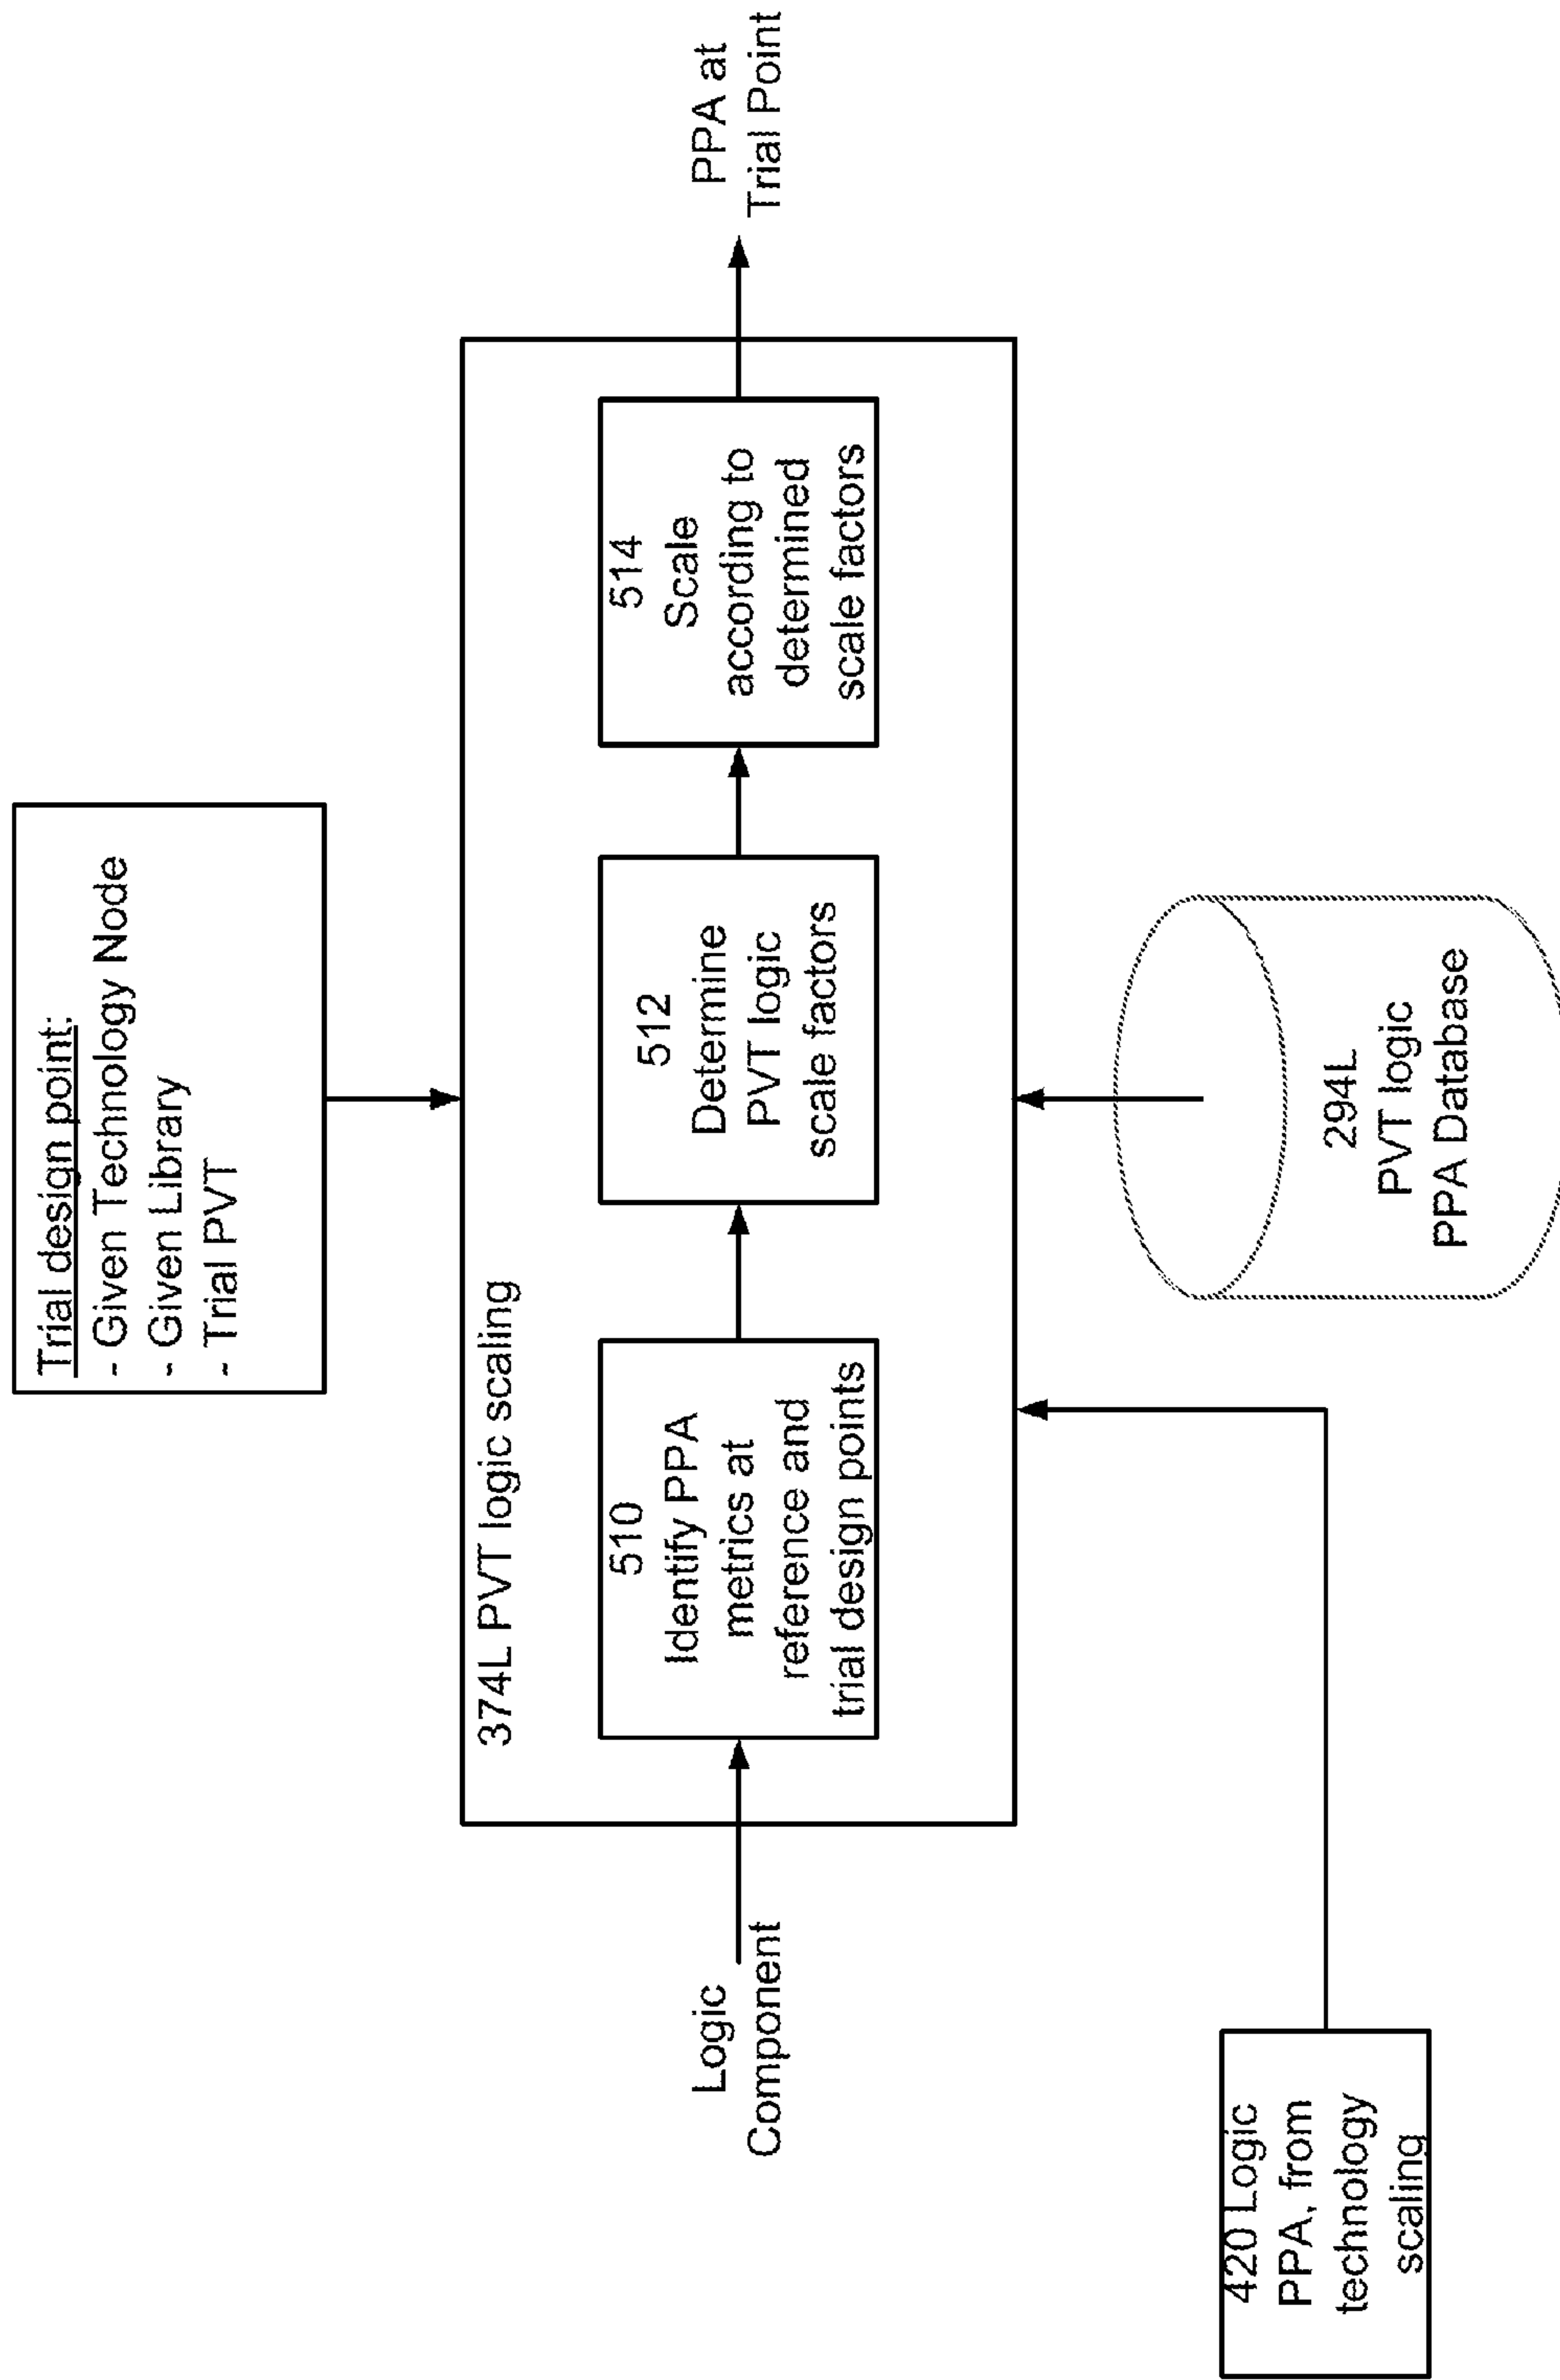 Trial design point:
- Given Technology Node
- Given Library
- Trial PVT
374L PVT logic scaling
Logic
Component
510
Identify PPA
metrics at
reference and
trial design points
512
Determine
PVT logic
scale factors
514
Scale
according to
determined
scale factors
PPA at
Trial Point
420 Logic
PPA, from
technology
scaling
294L
PVT logic
PPA Database